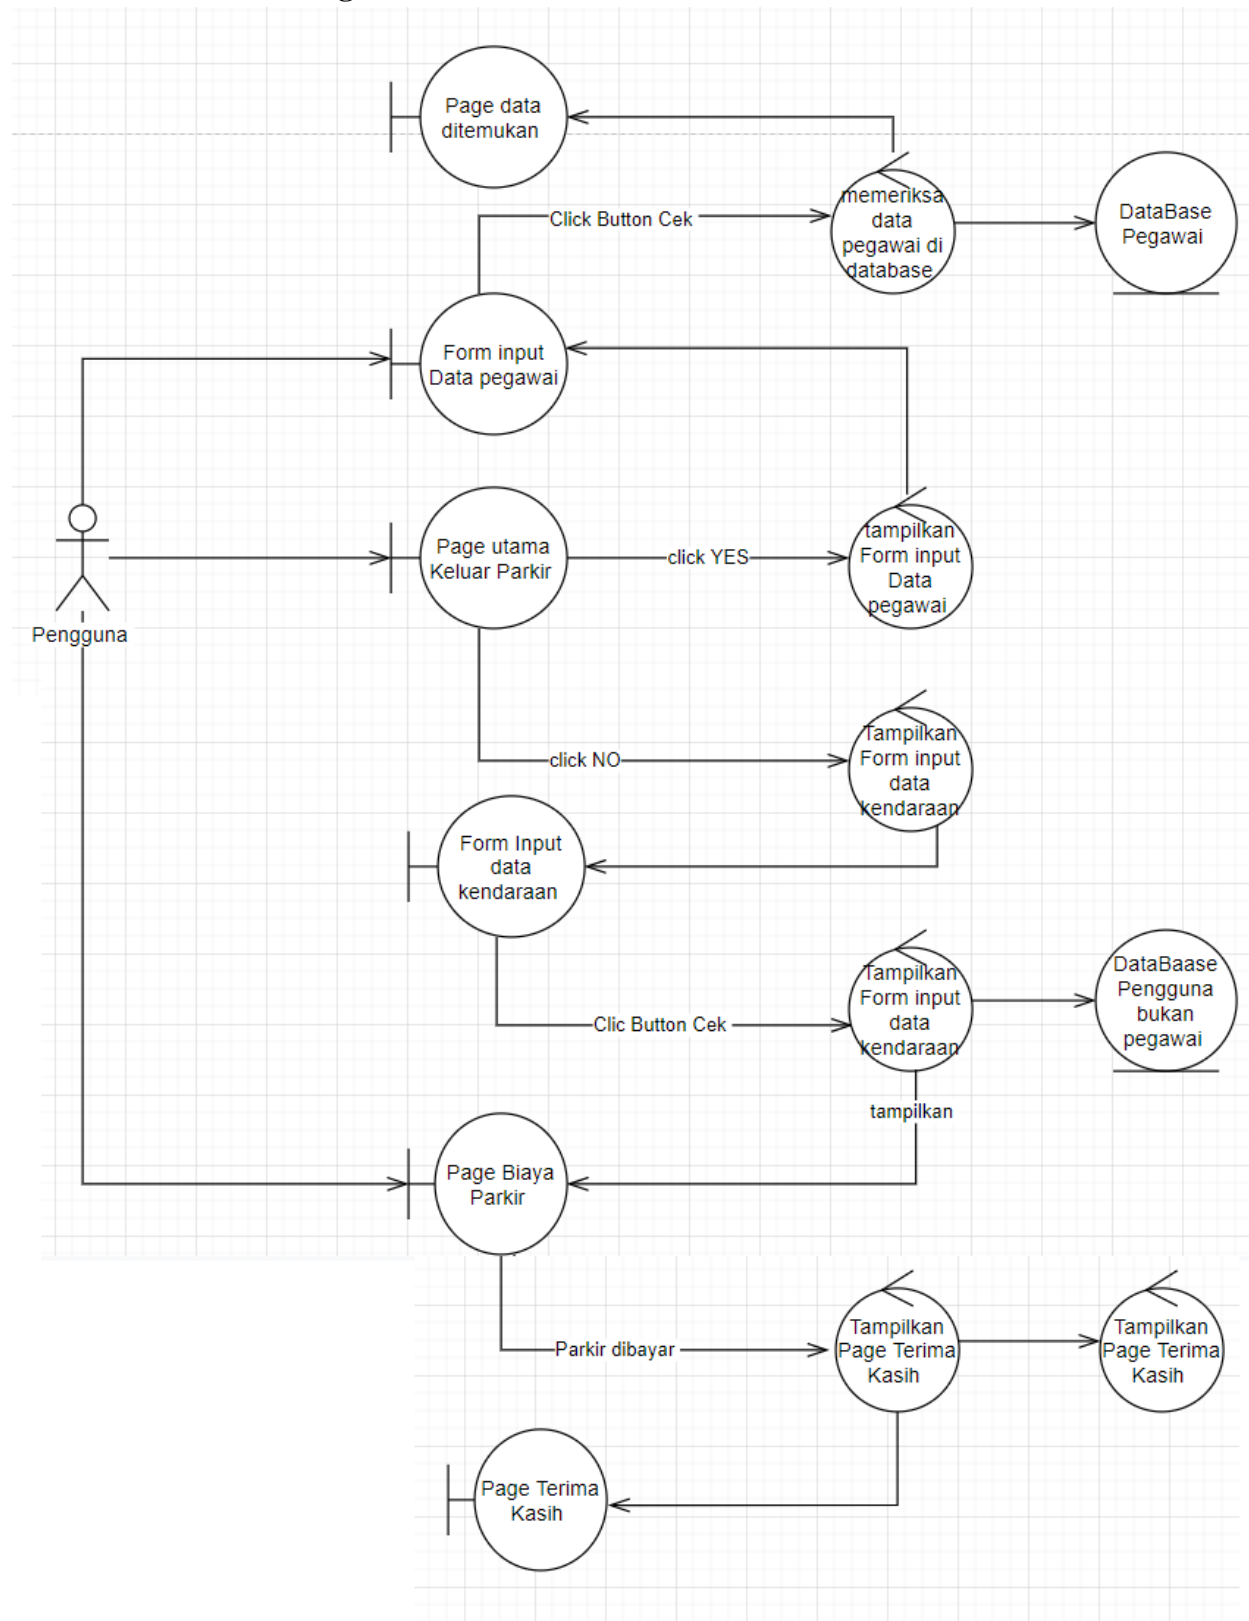 Page data
ditemukan
memeriksa
data
pegawai di
database
DataBase
Pegawai
Click Button Cek
Form input
Data pegawai
Page utama
Keluar Parkir
click YES
tampilkan
Form input
Data
pegawai
Pengguna
click NO
Tampilkan
Form input
data
kendaraan
Form Input
data
kendaraan
Clic Button Cek
Tampilkan
Form input
data
kendaraan
DataBaase
Pengguna
bukan
pegawai
tampilkan
Page Biaya
Parkir
Parkir dibayar
Tampilkan
Page Terima
Kasih
Tampilkan
Page Terima
Kasih
Page Terima
Kasih